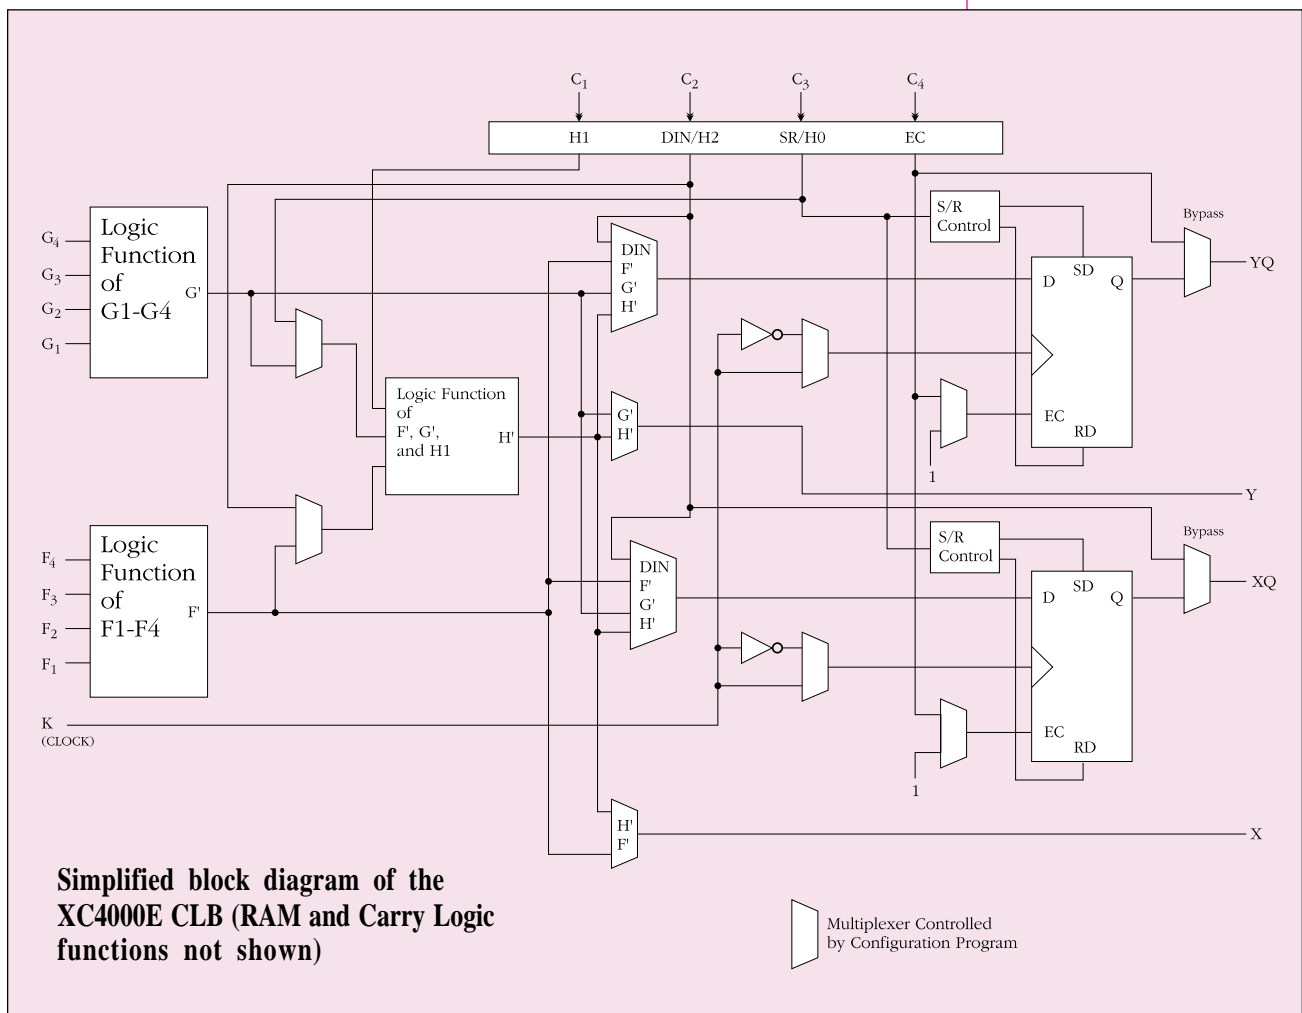 C1 C2 C3 C4
H1 DIN/H2 SR/H0 EC
Logic
Function
of
G1-G4
G4
G3
G2
G1
G'
DIN
F'
G'
H'
S/R
Control
Bypass
YQ
D SD Q
EC
RD
1
Logic Function
of
F', G',
and H1
H'
G'
H'
Y
Logic
Function
of
F1-F4
F4
F3
F2
F1
F'
DIN
F'
G'
H'
S/R
Control
Bypass
XQ
D SD Q
EC
RD
1
K
(CLOCK)
H'
F'
X
Simplified block diagram of the
XC4000E CLB (RAM and Carry Logic
functions not shown)
Multiplexer Controlled
by Configuration Program